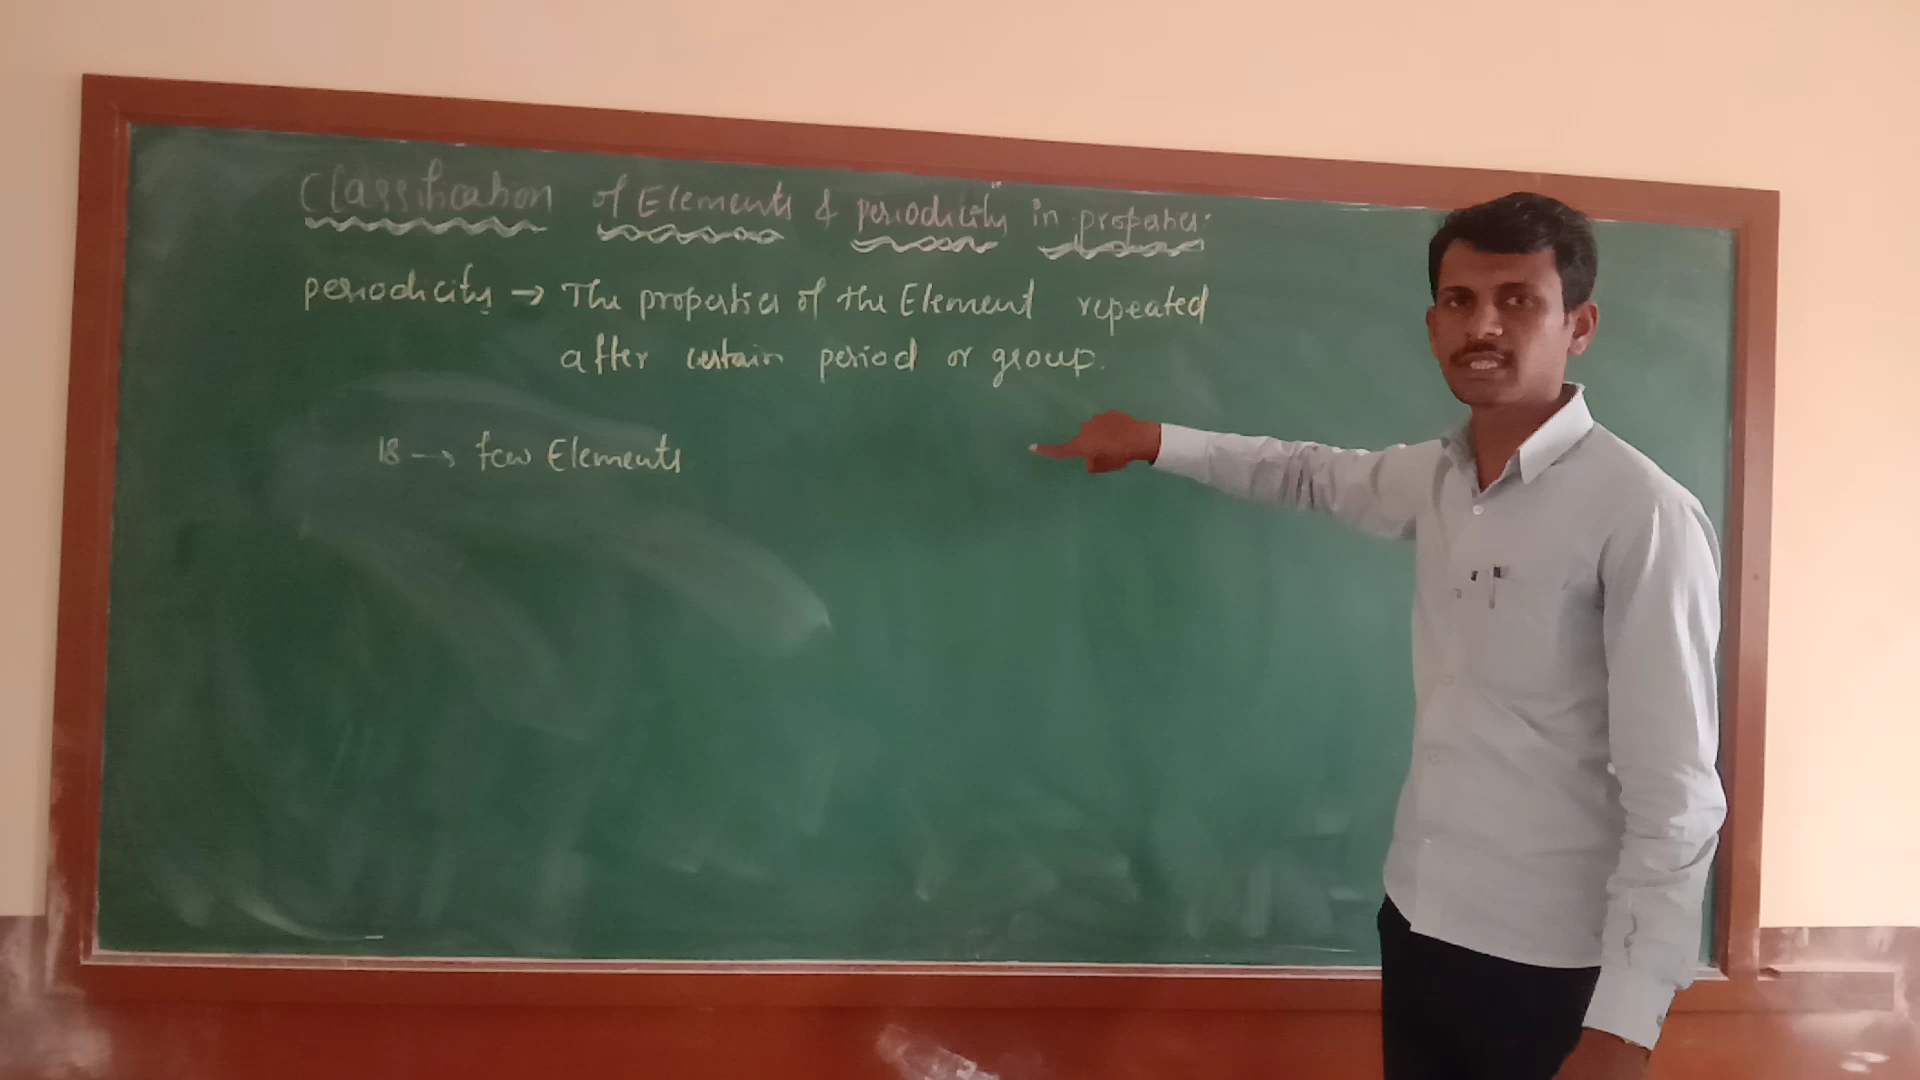 Classification of Elements & periodicity in properties.
periodicity → The properties of the Element repeated
after certain period or group.
18 → few Elements